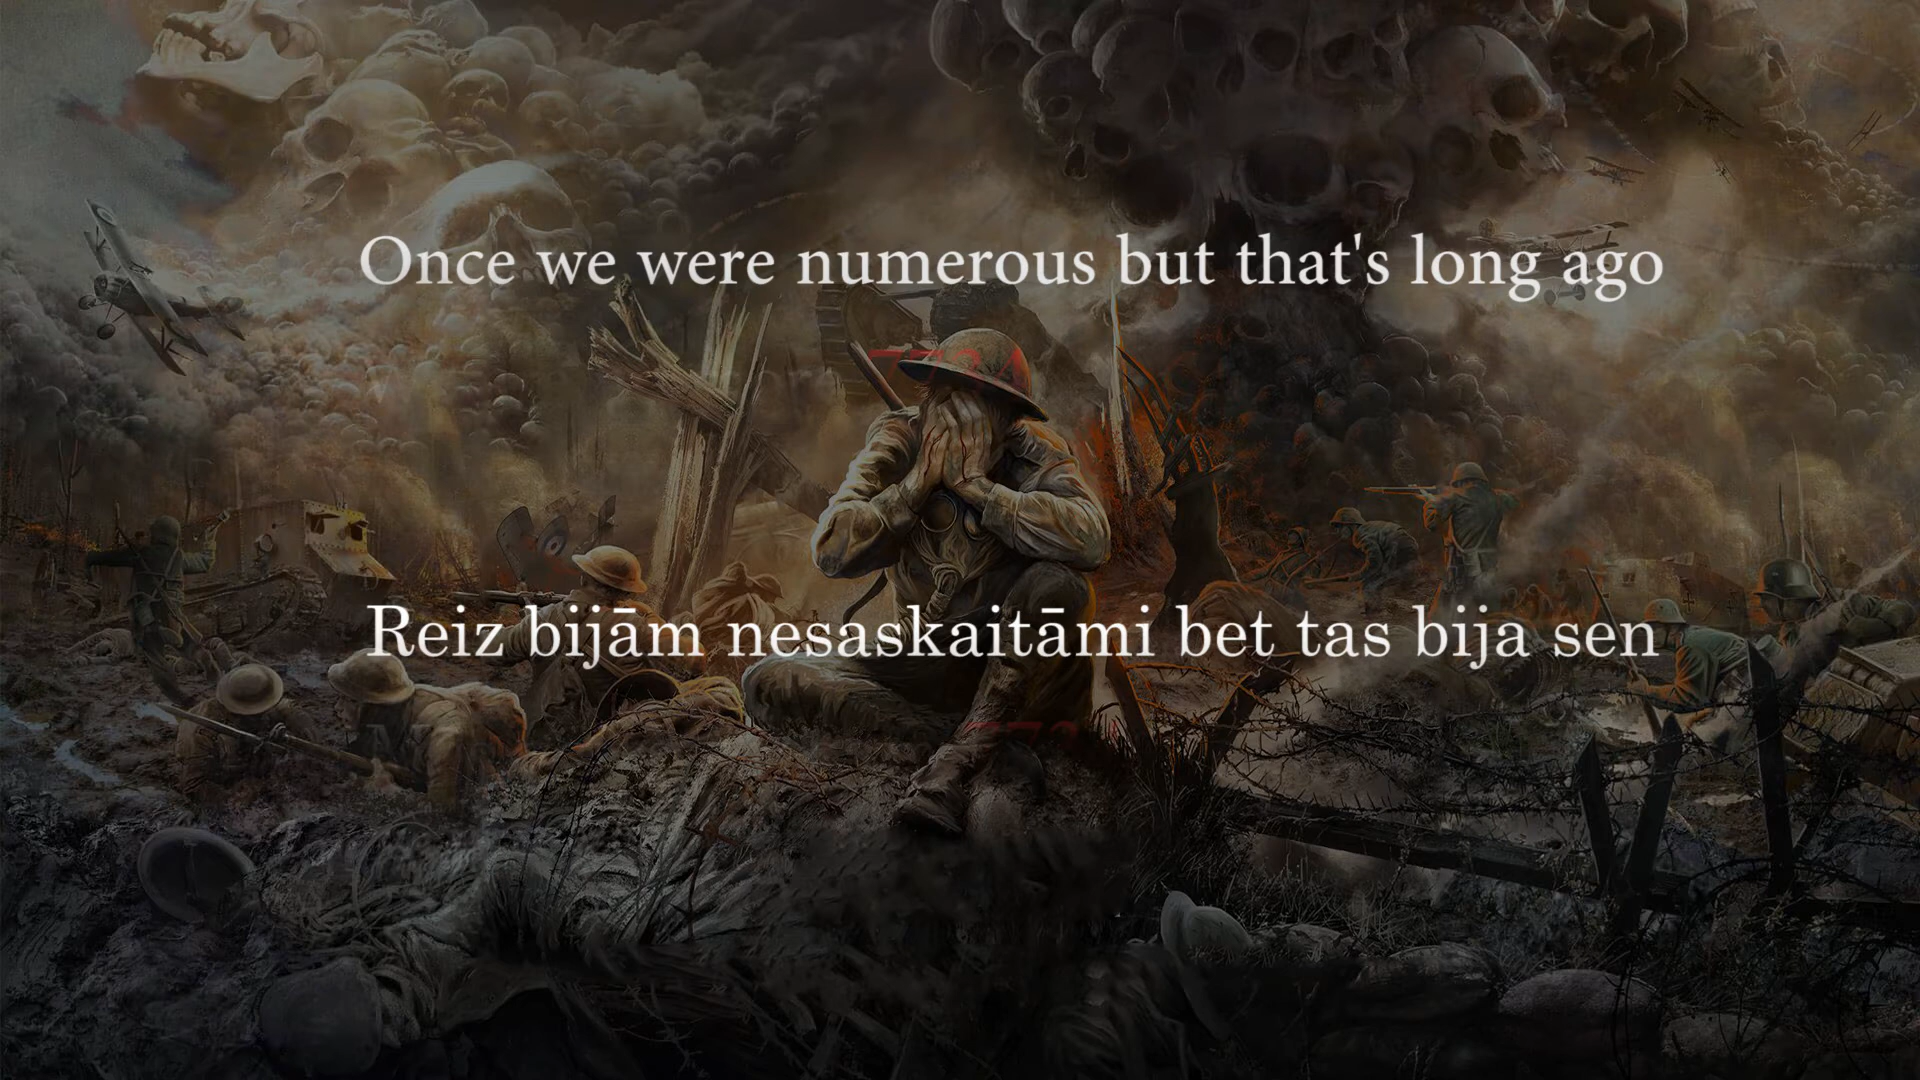 Once we were numerous but that's long ago
Reiz bijām nesaskaitāmi bet tas bija sen